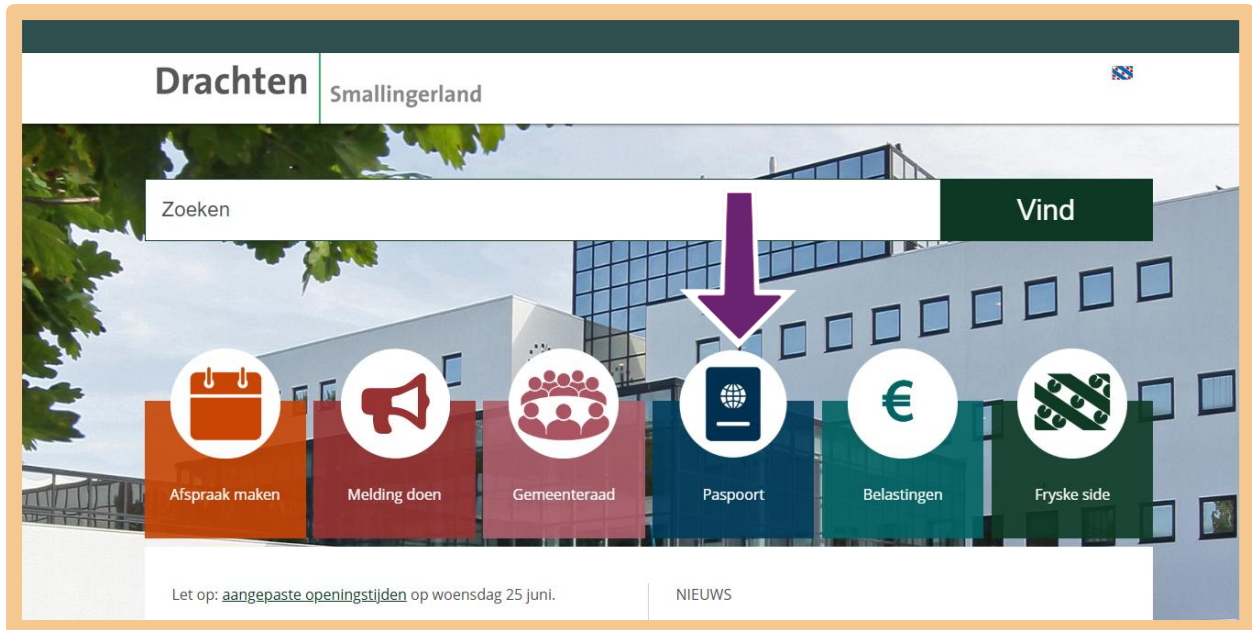 Drachten
Smallingerland
Zoeken
Vind
€
Afspraak maken
Melding doen
Gemeenteraad
Paspoort
Belastingen
Fryske side
Let op: aangepaste openingstijden op woensdag 25 juni.
NIEUWS